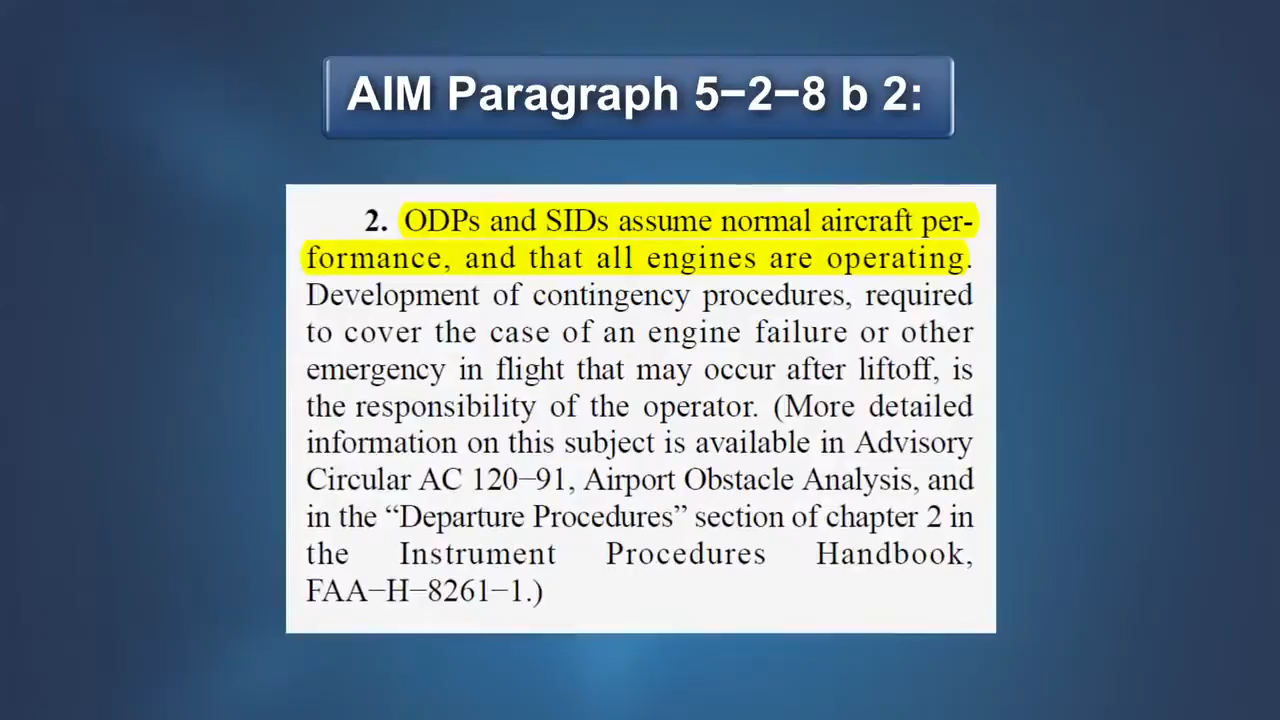 AIM Paragraph 5−2−8 b 2:
2. ODPs and SIDs assume normal aircraft per-
formance, and that all engines are operating.
Development of contingency procedures, required
to cover the case of an engine failure or other
emergency in flight that may occur after liftoff, is
the responsibility of the operator. (More detailed
information on this subject is available in Advisory
Circular AC 120−91, Airport Obstacle Analysis, and
in the “Departure Procedures” section of chapter 2 in
the Instrument Procedures Handbook,
FAA−H−8261−1.)